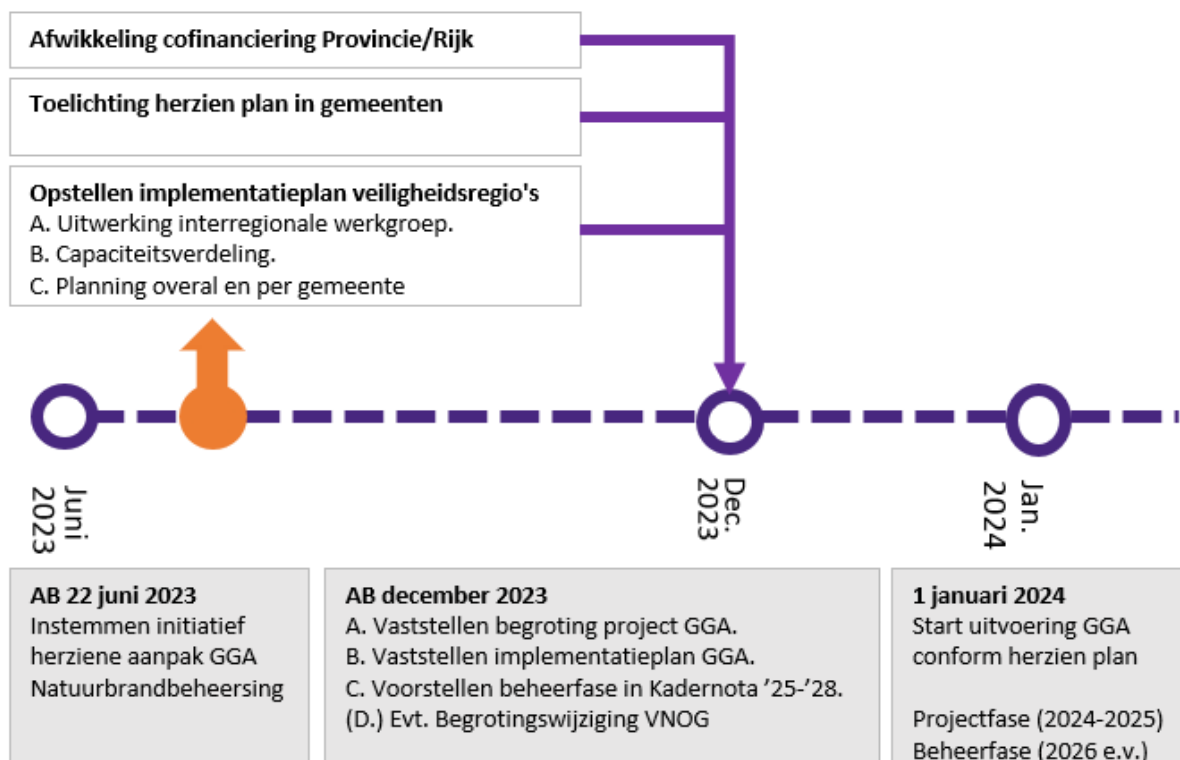 Afwikkeling cofinanciering Provincie/Rijk
Toelichting herzien plan in gemeenten
Opstellen implementatieplan veiligheidsregio's
A. Uitwerking interregionale werkgroep.
B. Capaciteitsverdeling.
C. Planning overal en per gemeente
Juni
2023
Dec.
2023
Jan.
2024
AB 22 juni 2023
Instemmen initiatief
herziene aanpak GGA
Natuurbrandbeheersing
AB december 2023
A. Vaststellen begroting project GGA.
B. Vaststellen implementatieplan GGA.
C. Voorstellen beheerfase in Kadernota ’25-’28.
(D.) Evt. Begrotingswijziging VNOG
1 januari 2024
Start uitvoering GGA
conform herzien plan
Projectfase (2024-2025)
Beheerfase (2026 e.v.)